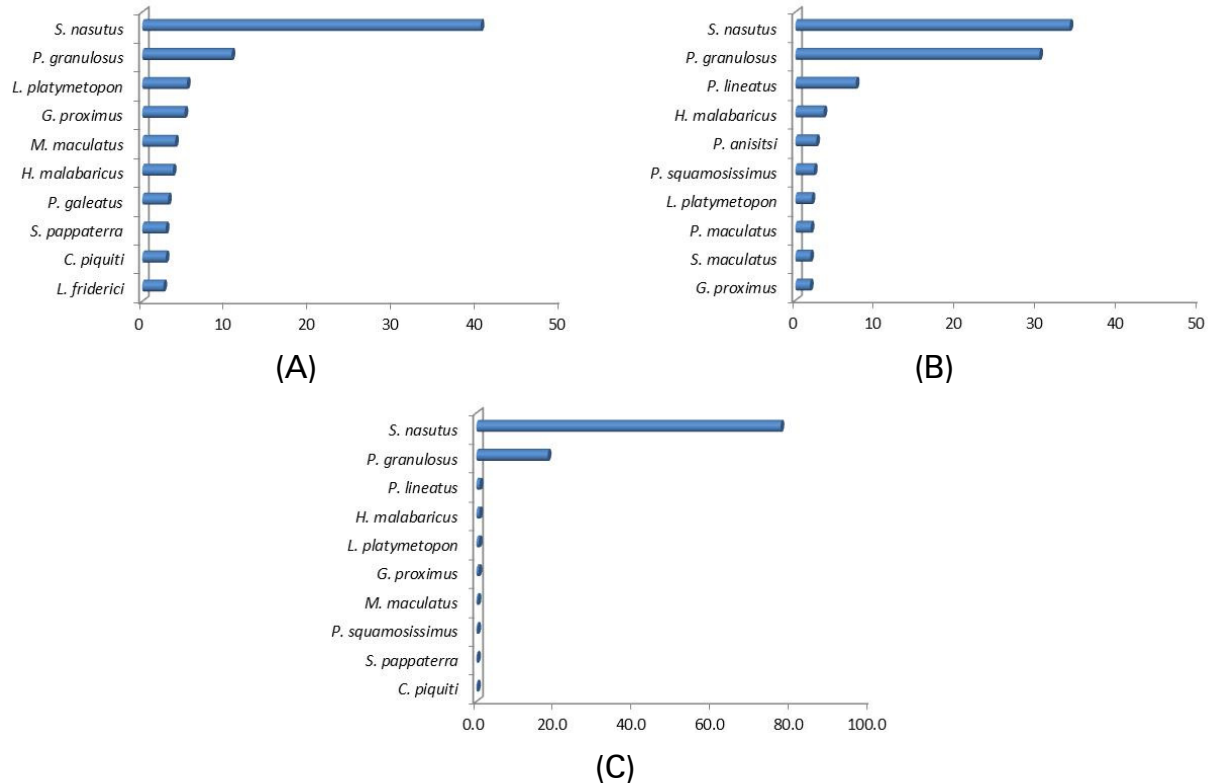 S. nasutus
P. granulosus
L. platymetopon
G. proximus
M. maculatus
H. malabaricus
P. galeatus
S. pappaterra
C. piquiti
L. friderici
0 10 20 30 40 50
(A)
S. nasutus
P. granulosus
P. lineatus
H. malabaricus
P. anisitsi
P. squamosissimus
L. platymetopon
P. maculatus
S. maculatus
G. proximus
0 10 20 30 40 50
(B)
S. nasutus
P. granulosus
P. lineatus
H. malabaricus
L. platymetopon
G. proximus
M. maculatus
P. squamosissimus
S. pappaterra
C. piquiti
0.0 20.0 40.0 60.0 80.0 100.0
(C)